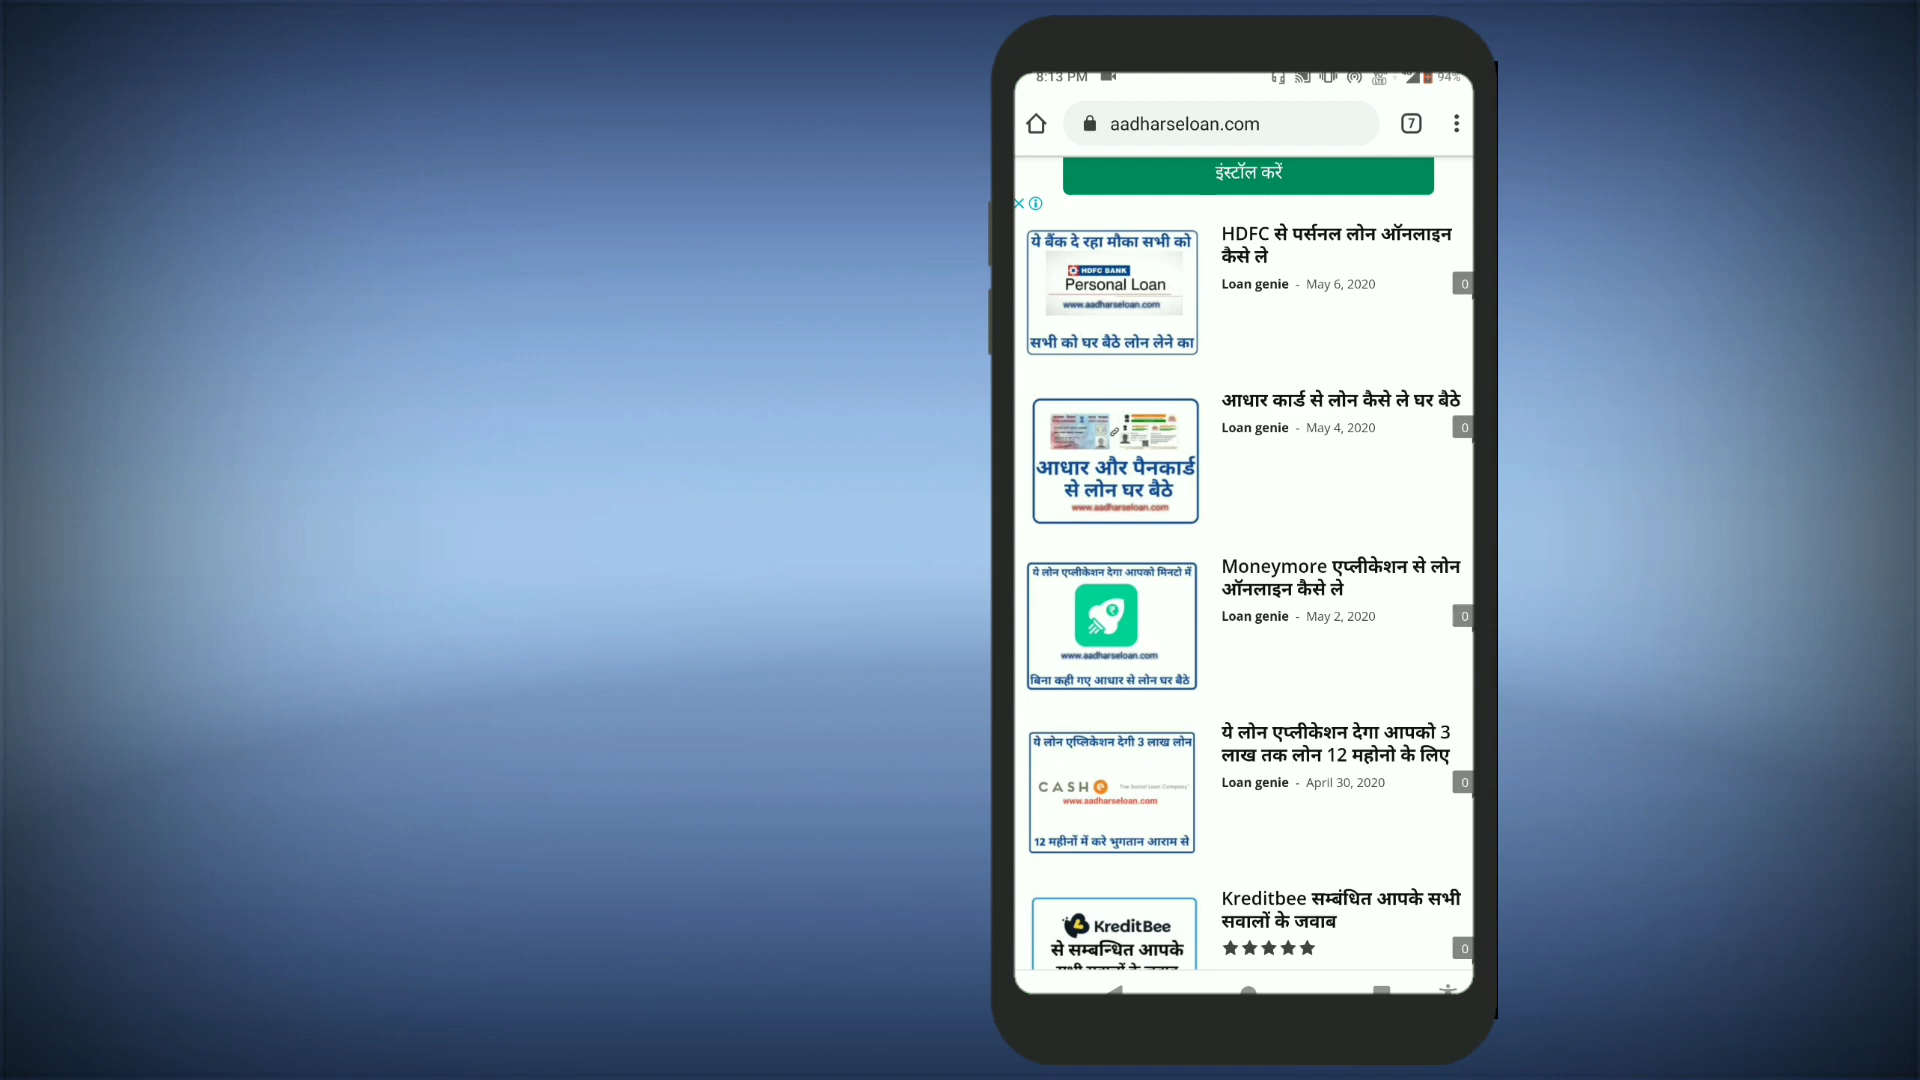 8:13 PM
94%
aadharseloan.com
7
इंस्टॉल करें
ये बैंक दे रहा मौका सभी को
HDFC BANK
Personal Loan
www.aadharseloan.com
सभी को घर बैठे लोन लेने का
HDFC से पर्सनल लोन ऑनलाइन
कैसे ले
Loan genie - May 6, 2020
0
आधार और पैनकार्ड
से लोन घर बैठे
www.aadharseloan.com
आधार कार्ड से लोन कैसे ले घर बैठे
Loan genie - May 4, 2020
0
ये लोन एप्लीकेशन देगा आपको मिनटो में
www.aadharseloan.com
बिना कही गए आधार से लोन घर बैठे
Moneymore एप्लीकेशन से लोन
ऑनलाइन कैसे ले
Loan genie - May 2, 2020
0
ये लोन एप्लिकेशन देगी 3 लाख लोन
CASHe The Social Loan Company
www.aadharseloan.com
12 महीनों में करे भुगतान आराम से
ये लोन एप्लीकेशन देगा आपको 3
लाख तक लोन 12 महोनो के लिए
Loan genie - April 30, 2020
0
KreditBee
से सम्बन्धित आपके
Kreditbee सम्बंधित आपके सभी
सवालों के जवाब
0